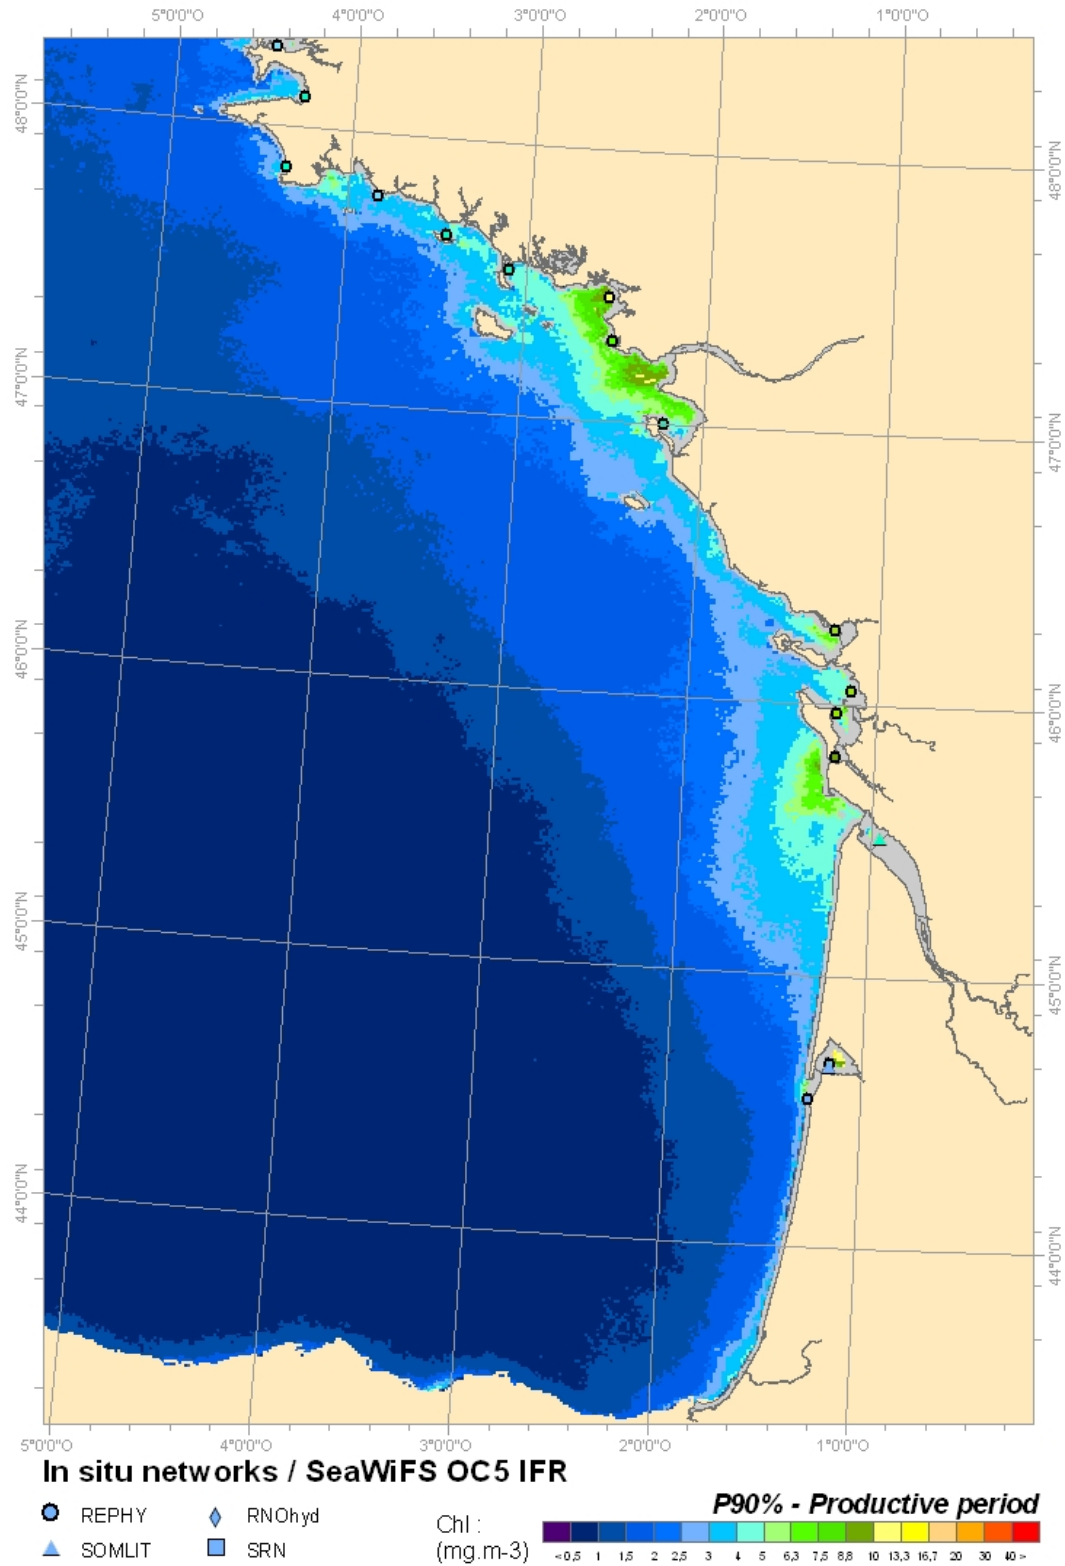 5°0'0"O 4°0'0"O 3°0'0"O 2°0'0"O 1°0'0"O
48°0'0"N
48°0'0"N
47°0'0"N
47°0'0"N
46°0'0"N
46°0'0"N
45°0'0"N
45°0'0"N
44°0'0"N
44°0'0"N
5°0'0"O 4°0'0"O 3°0'0"O 2°0'0"O 1°0'0"O
In situ networks / SeaWiFS OC5 IFR
P90% - Productive period
REPHY RNOhyd
SOMLIT SRN
Chl :
(mg.m-3)
<0,5 1 1,5 2 2,5 3 4 5 6,3 7,5 8,8 10 13,3 16,7 20 30 40 >